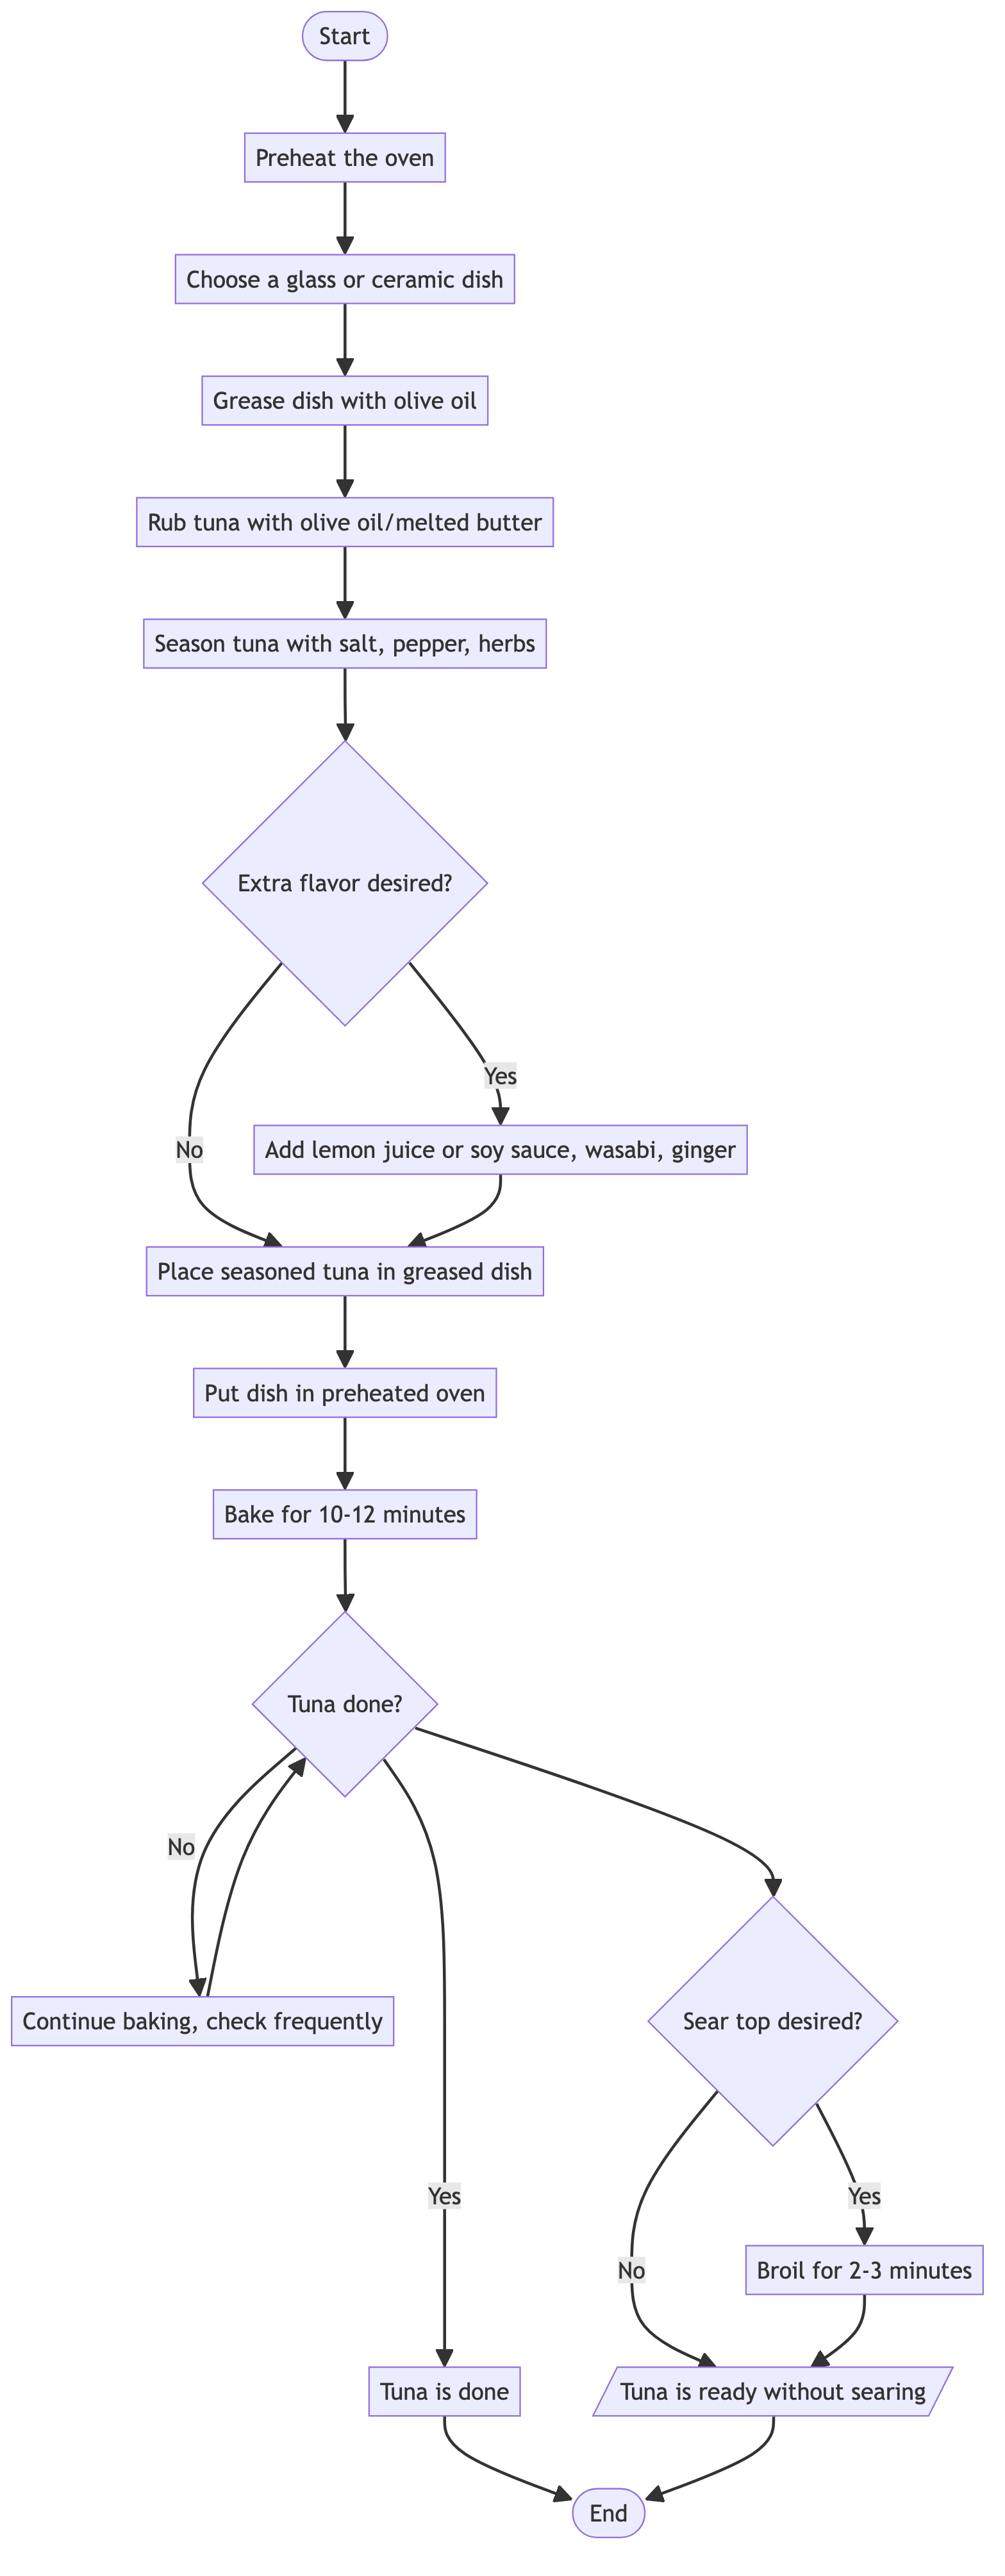 Start
Preheat the oven
Choose a glass or ceramic dish
Grease dish with olive oil
Rub tuna with olive oil/melted butter
Season tuna with salt, pepper, herbs
Extra flavor desired?
Yes
No
Add lemon juice or soy sauce, wasabi, ginger
Place seasoned tuna in greased dish
Put dish in preheated oven
Bake for 10-12 minutes
Tuna done?
No
Continue baking, check frequently
Sear top desired?
Yes
Yes
No
Broil for 2-3 minutes
Tuna is done
Tuna is ready without searing
End